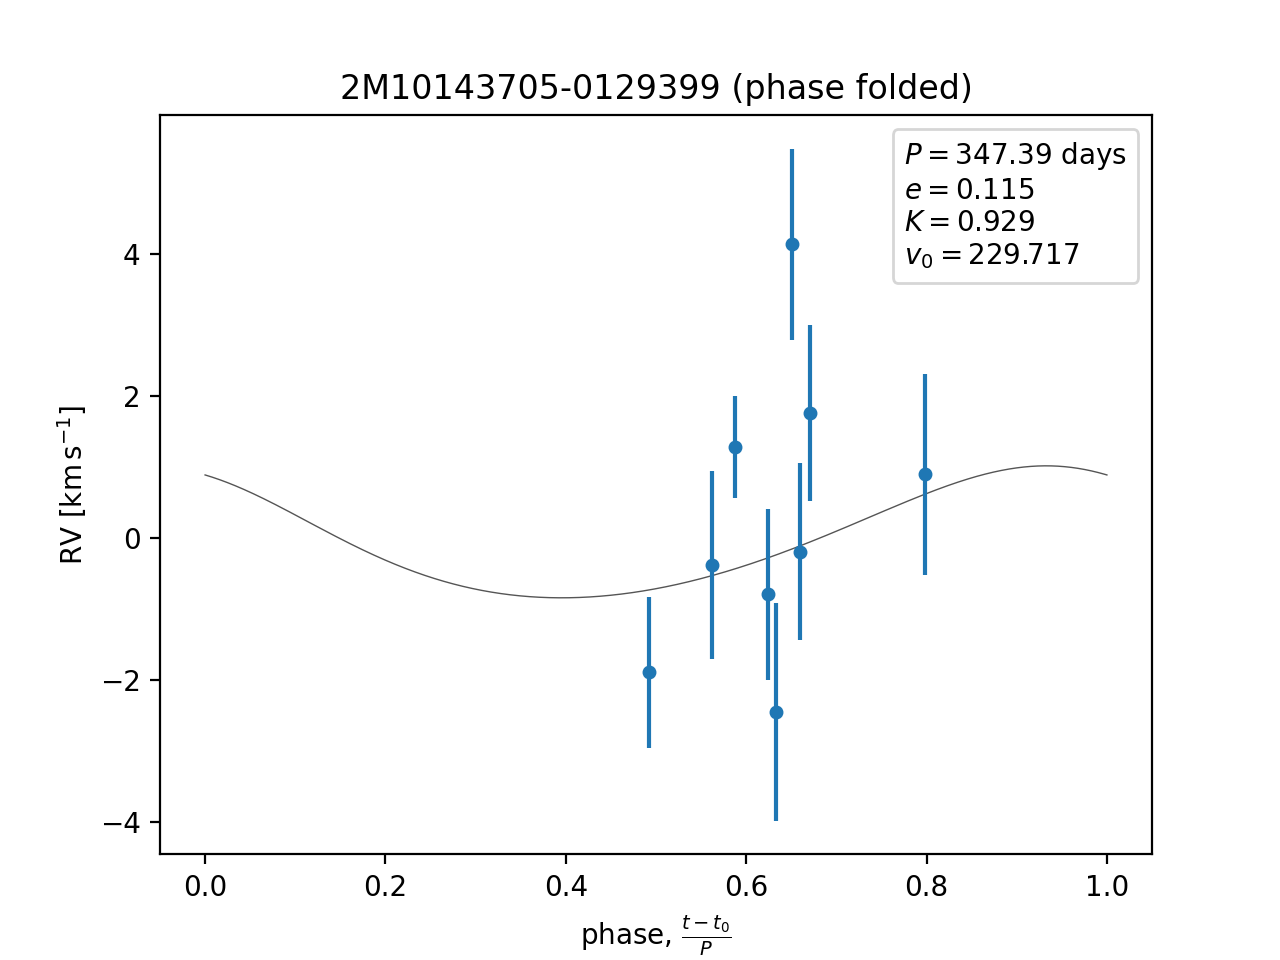 2M10143705-0129399 (phase folded)
P = 347.39 days
e = 0.115
K = 0.929
v₀ = 229.717
RV [km s⁻¹]
4
2
0
−2
−4
0.0 0.2 0.4 0.6 0.8 1.0
phase, (t − t₀)/P